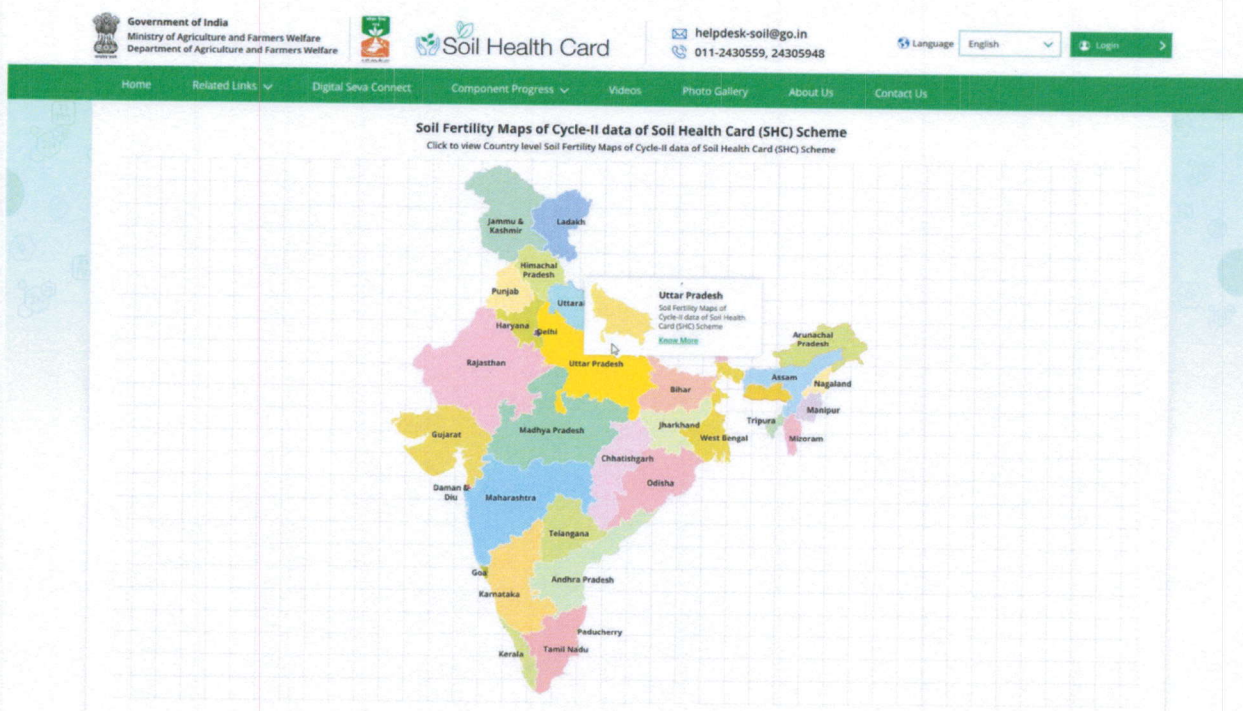 Government of India
Ministry of Agriculture and Farmers Welfare
Department of Agriculture and Farmers Welfare
Soil Health Card
helpdesk-soil@go.in
011-2430559, 24305948
Language
English
Login
Home
Related Links
Digital Seva Connect
Component Progress
Videos
Photo Gallery
About Us
Contact Us
Soil Fertility Maps of Cycle-II data of Soil Health Card (SHC) Scheme
Click to view Country level Soil Fertility Maps of Cycle-II data of Soil Health Card (SHC) Scheme
Jammu &
Kashmir
Ladakh
Himachal
Pradesh
Punjab
Uttara
Uttar Pradesh
Soil Fertility Maps of
Cycle-II data of Soil Health
Card (SHC) Scheme
Know More
Haryana
Delhi
Arunachal
Pradesh
Rajasthan
Uttar Pradesh
Assam
Nagaland
Bihar
Manipur
Gujarat
Madhya Pradesh
Jharkhand
Tripura
West Bengal
Mizoram
Chhatishgarh
Odisha
Daman &
Diu
Maharashtra
Telangana
Goa
Andhra Pradesh
Karnataka
Paducherry
Kerala
Tamil Nadu